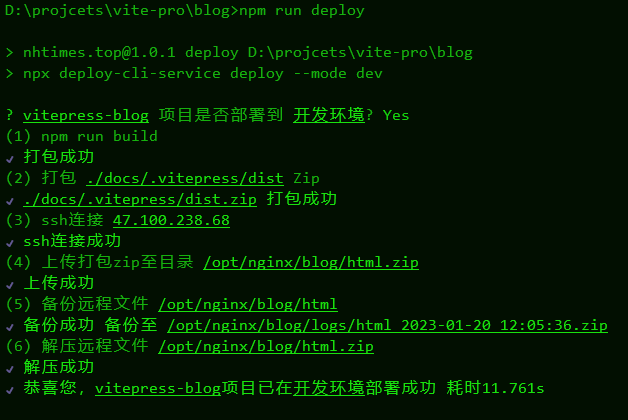 D:\projcets\vite-pro\blog>npm run deploy
> nhtimes.top@1.0.1 deploy D:\projcets\vite-pro\blog
> npx deploy-cli-service deploy --mode dev
? vitepress-blog 项目是否部署到 开发环境? Yes
(1) npm run build
✔ 打包成功
(2) 打包 ./docs/.vitepress/dist Zip
✔ ./docs/.vitepress/dist.zip 打包成功
(3) ssh连接 47.100.238.68
✔ ssh连接成功
(4) 上传打包zip至目录 /opt/nginx/blog/html.zip
✔ 上传成功
(5) 备份远程文件 /opt/nginx/blog/html
✔ 备份成功 备份至 /opt/nginx/blog/logs/html_2023-01-20_12:05:36.zip
(6) 解压远程文件 /opt/nginx/blog/html.zip
✔ 解压成功
✔ 恭喜您，vitepress-blog项目已在开发环境部署成功 耗时11.761s